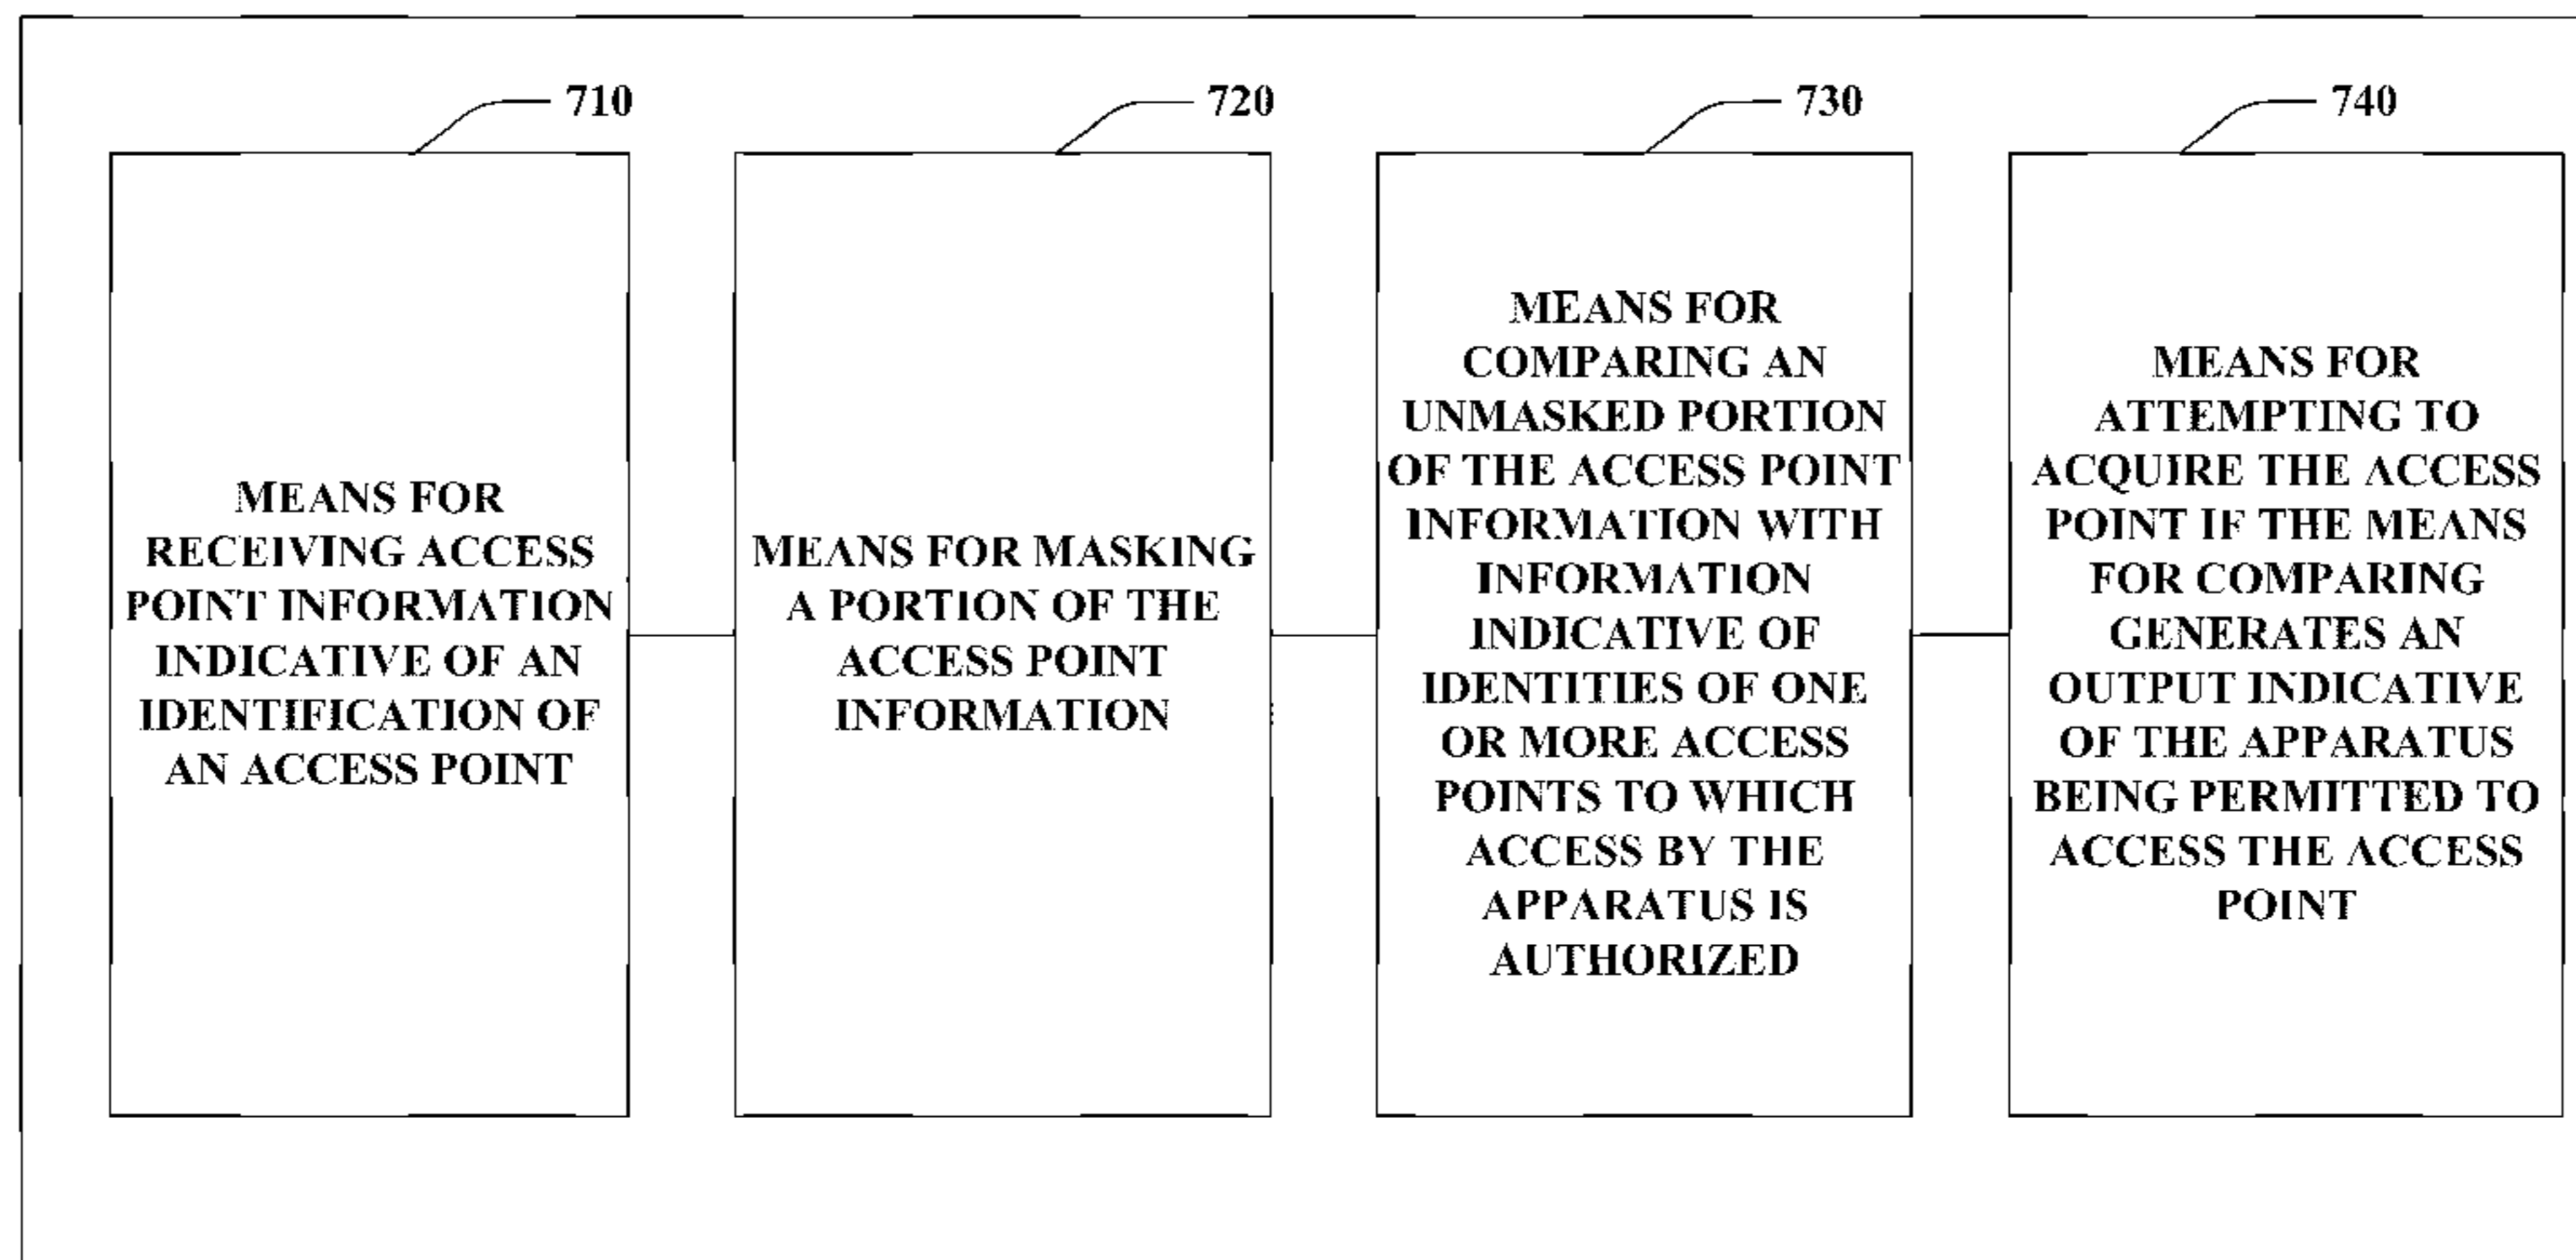 710
MEANS FOR
RECEIVING ACCESS
POINT INFORMATION
INDICATIVE OF AN
IDENTIFICATION OF
AN ACCESS POINT
720
MEANS FOR MASKING
A PORTION OF THE
ACCESS POINT
INFORMATION
730
MEANS FOR
COMPARING AN
UNMASKED PORTION
OF THE ACCESS POINT
INFORMATION WITH
INFORMATION
INDICATIVE OF
IDENTITIES OF ONE
OR MORE ACCESS
POINTS TO WHICH
ACCESS BY THE
APPARATUS IS
AUTHORIZED
740
MEANS FOR
ATTEMPTING TO
ACQUIRE THE ACCESS
POINT IF THE MEANS
FOR COMPARING
GENERATES AN
OUTPUT INDICATIVE
OF THE APPARATUS
BEING PERMITTED TO
ACCESS THE ACCESS
POINT